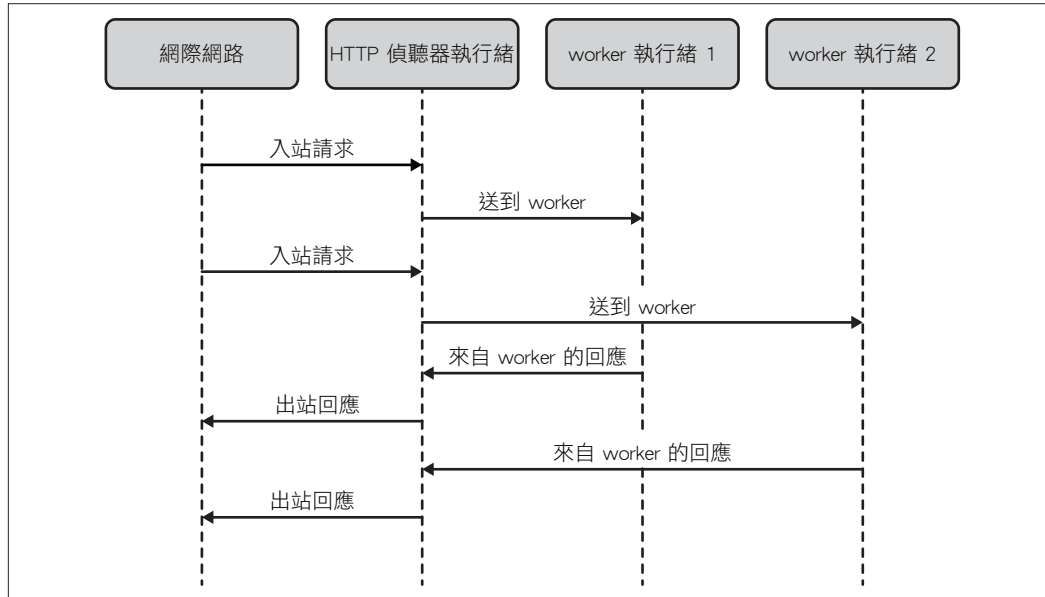 網際網路
HTTP 偵聽器執行緒
worker 執行緒 1
worker 執行緒 2
入站請求
送到 worker
入站請求
送到 worker
來自 worker 的回應
出站回應
來自 worker 的回應
出站回應